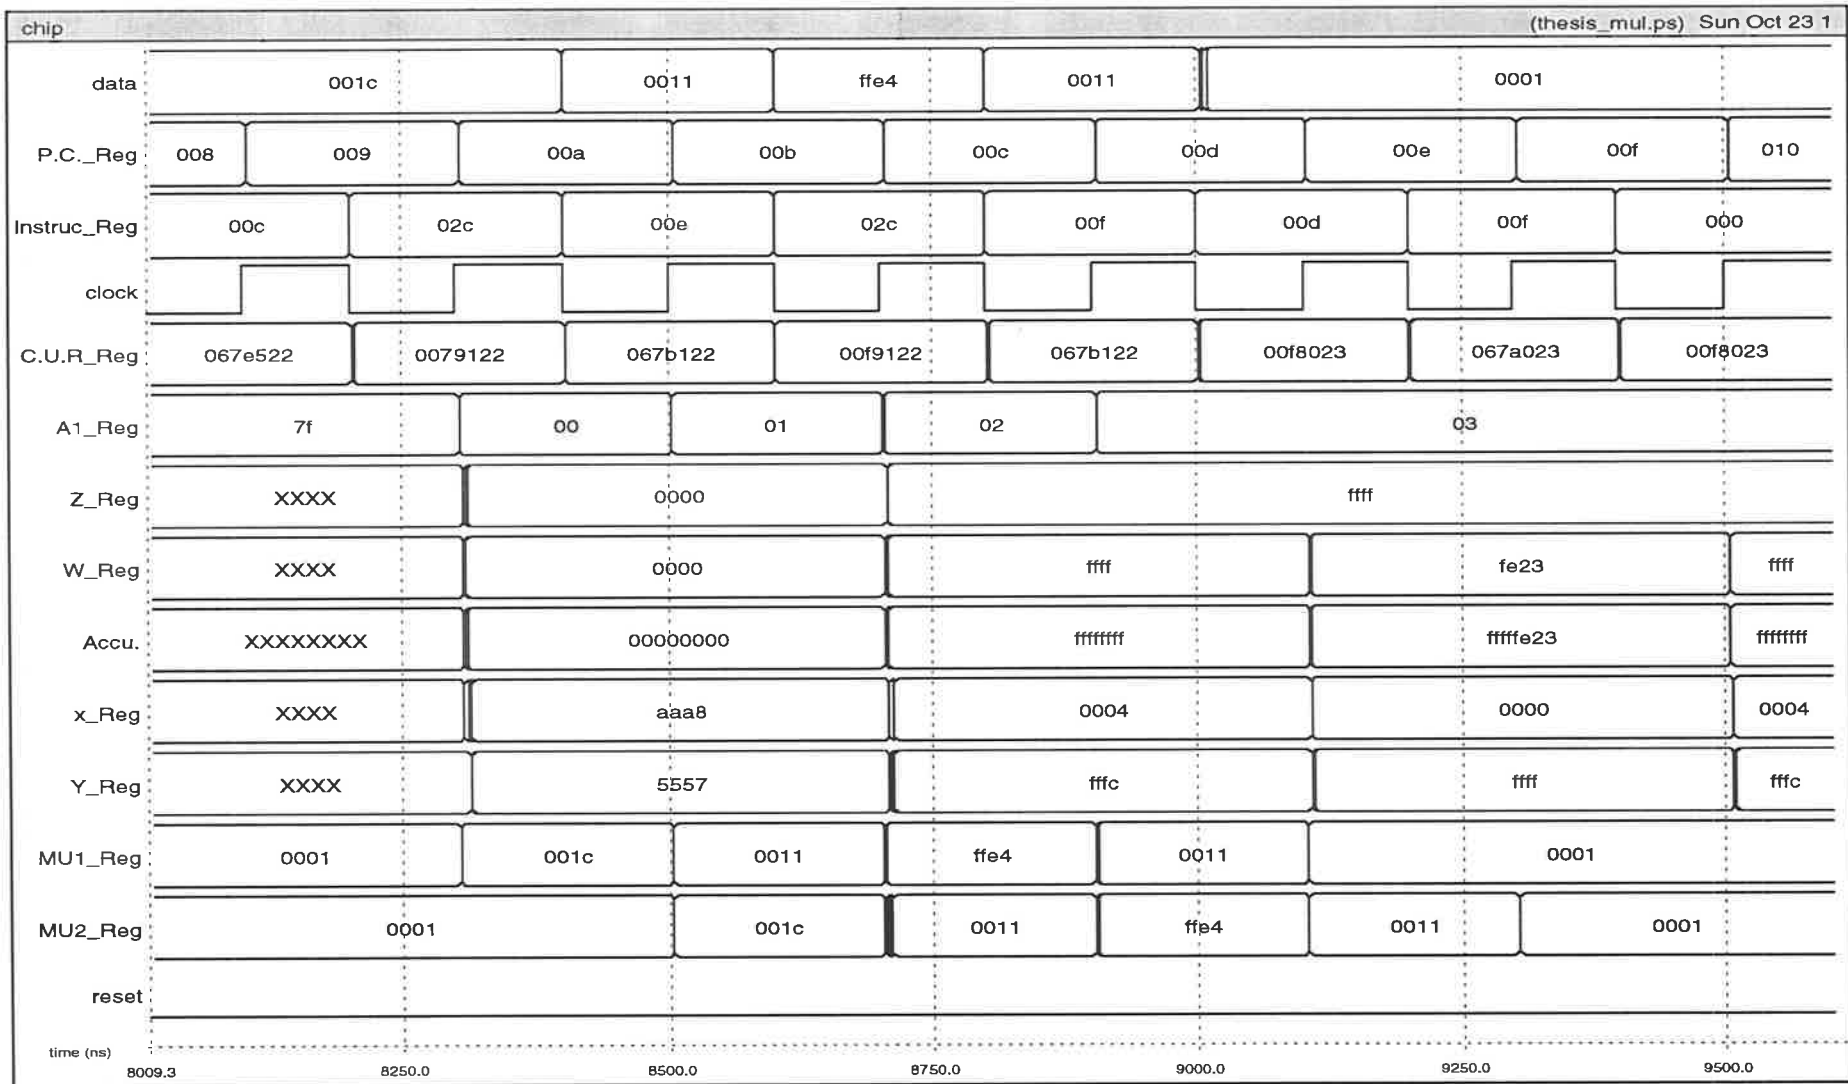 chip (thesis_mul.ps) Sun Oct 23 1
data 001c 0011 ffe4 0011 0001
P.C._Reg 008 009 00a 00b 00c 00d 00e 00f 010
Instruc_Reg 00c 02c 00e 02c 00f 00d 00f 000
clock
C.U.R_Reg 067e522 0079122 067b122 00f9122 067b122 00f8023 067a023 00f8023
A1_Reg 7f 00 01 02 03
Z_Reg XXXX 0000 ffff
W_Reg XXXX 0000 ffff fe23 ffff
Accu. XXXXXXXX 00000000 ffffffff fffffe23 ffffffff
x_Reg XXXX aaa8 0004 0000 0004
Y_Reg XXXX 5557 fffc ffff fffc
MU1_Reg 0001 001c 0011 ffe4 0011 0001
MU2_Reg 0001 001c 0011 ffe4 0011 0001
reset
time (ns)
8009.3 8250.0 8500.0 8750.0 9000.0 9250.0 9500.0